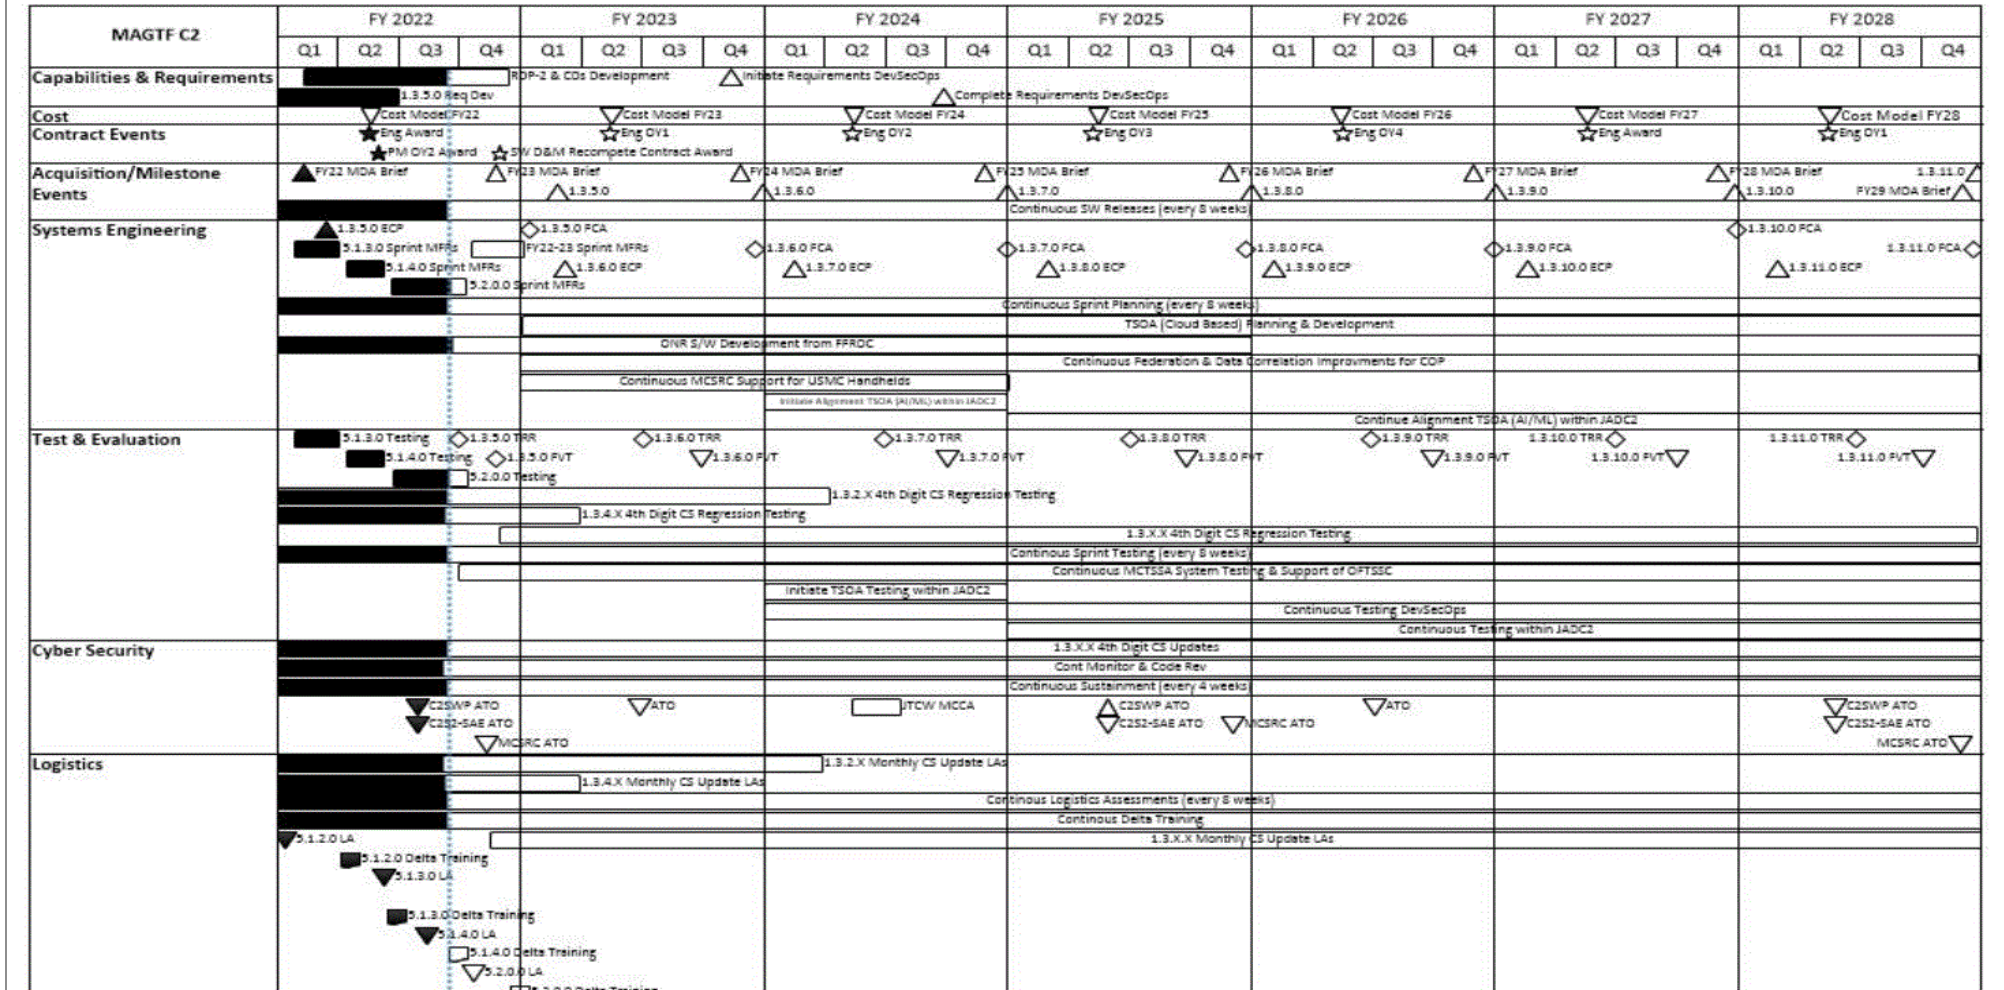 MAGTF C2
FY 2022 FY 2023 FY 2024 FY 2025 FY 2026 FY 2027 FY 2028
Q1 Q2 Q3 Q4 Q1 Q2 Q3 Q4 Q1 Q2 Q3 Q4 Q1 Q2 Q3 Q4 Q1 Q2 Q3 Q4 Q1 Q2 Q3 Q4 Q1 Q2 Q3 Q4
Capabilities & Requirements
RDP-2 & CDs Development Initiate Requirements DevSecOps
1.3.5.0 Req Dev Complete Requirements DevSecOps
Cost
Cost Model FY22 Cost Model FY23 Cost Model FY24 Cost Model FY25 Cost Model FY26 Cost Model FY27 Cost Model FY28
Contract Events
Eng Award Eng OY1 Eng OY2 Eng OY3 Eng OY4 Eng Award Eng OY1
PM OY2 Award SW D&M Recompete Contract Award
Acquisition/Milestone
Events
FY22 MDA Brief FY23 MDA Brief FY24 MDA Brief FY25 MDA Brief FY26 MDA Brief FY27 MDA Brief FY28 MDA Brief 1.3.11.0
1.3.5.0 1.3.6.0 1.3.7.0 1.3.8.0 1.3.9.0 1.3.10.0 FY29 MDA Brief
Continuous SW Releases (every 8 weeks)
Systems Engineering
1.3.5.0 ECP 1.3.5.0 FCA 1.3.10.0 FCA
5.1.3.0 Sprint MFRs FY22-23 Sprint MFRs 1.3.6.0 FCA 1.3.7.0 FCA 1.3.8.0 FCA 1.3.9.0 FCA 1.3.11.0 FCA
5.1.4.0 Sprint MFRs 1.3.6.0 ECP 1.3.7.0 ECP 1.3.8.0 ECP 1.3.9.0 ECP 1.3.10.0 ECP 1.3.11.0 ECP
5.2.0.0 Sprint MFRs
Continuous Sprint Planning (every 8 weeks)
TSOA (Cloud Based) Planning & Development
ONR S/W Development from FFRDC
Continuous Federation & Data Correlation Improvments for COP
Continuous MCSRC Support for USMC Handhelds
Initiate Alignment TSOA (AI/ML) within JADC2
Continue Alignment TSOA (AI/ML) within JADC2
Test & Evaluation
5.1.3.0 Testing 1.3.5.0 TRR 1.3.6.0 TRR 1.3.7.0 TRR 1.3.8.0 TRR 1.3.9.0 TRR 1.3.10.0 TRR 1.3.11.0 TRR
5.1.4.0 Testing 1.3.5.0 FVT 1.3.6.0 FVT 1.3.7.0 FVT 1.3.8.0 FVT 1.3.9.0 FVT 1.3.10.0 FVT 1.3.11.0 FVT
5.2.0.0 Testing
1.3.2.X 4th Digit CS Regression Testing
1.3.4.X 4th Digit CS Regression Testing
1.3.X.X 4th Digit CS Regression Testing
Continous Sprint Testing (every 8 weeks)
Continuous MCTSSA System Testing & Support of OFTSSC
Initiate TSOA Testing within JADC2
Continuous Testing DevSecOps
Continuous Testing within JADC2
Cyber Security
1.3.X.X 4th Digit CS Updates
Cont Monitor & Code Rev
Continuous Sustainment (every 4 weeks)
C2SWP ATO ATO JTCW MCCA C2SWP ATO ATO C2SWP ATO
C2S2-SAE ATO C2S2-SAE ATO MCSRC ATO C2S2-SAE ATO
MCSRC ATO MCSRC ATO
Logistics
1.3.2.X Monthly CS Update LAs
1.3.4.X Monthly CS Update LAs
Continous Logistics Assessments (every 8 weeks)
Continous Delta Training
5.1.2.0 LA 1.3.X.X Monthly CS Update LAs
5.1.2.0 Delta Training
5.1.3.0 LA
5.1.3.0 Delta Training
5.1.4.0 LA
5.1.4.0 Delta Training
5.2.0.0 LA
5.2.0.0 Delta Training